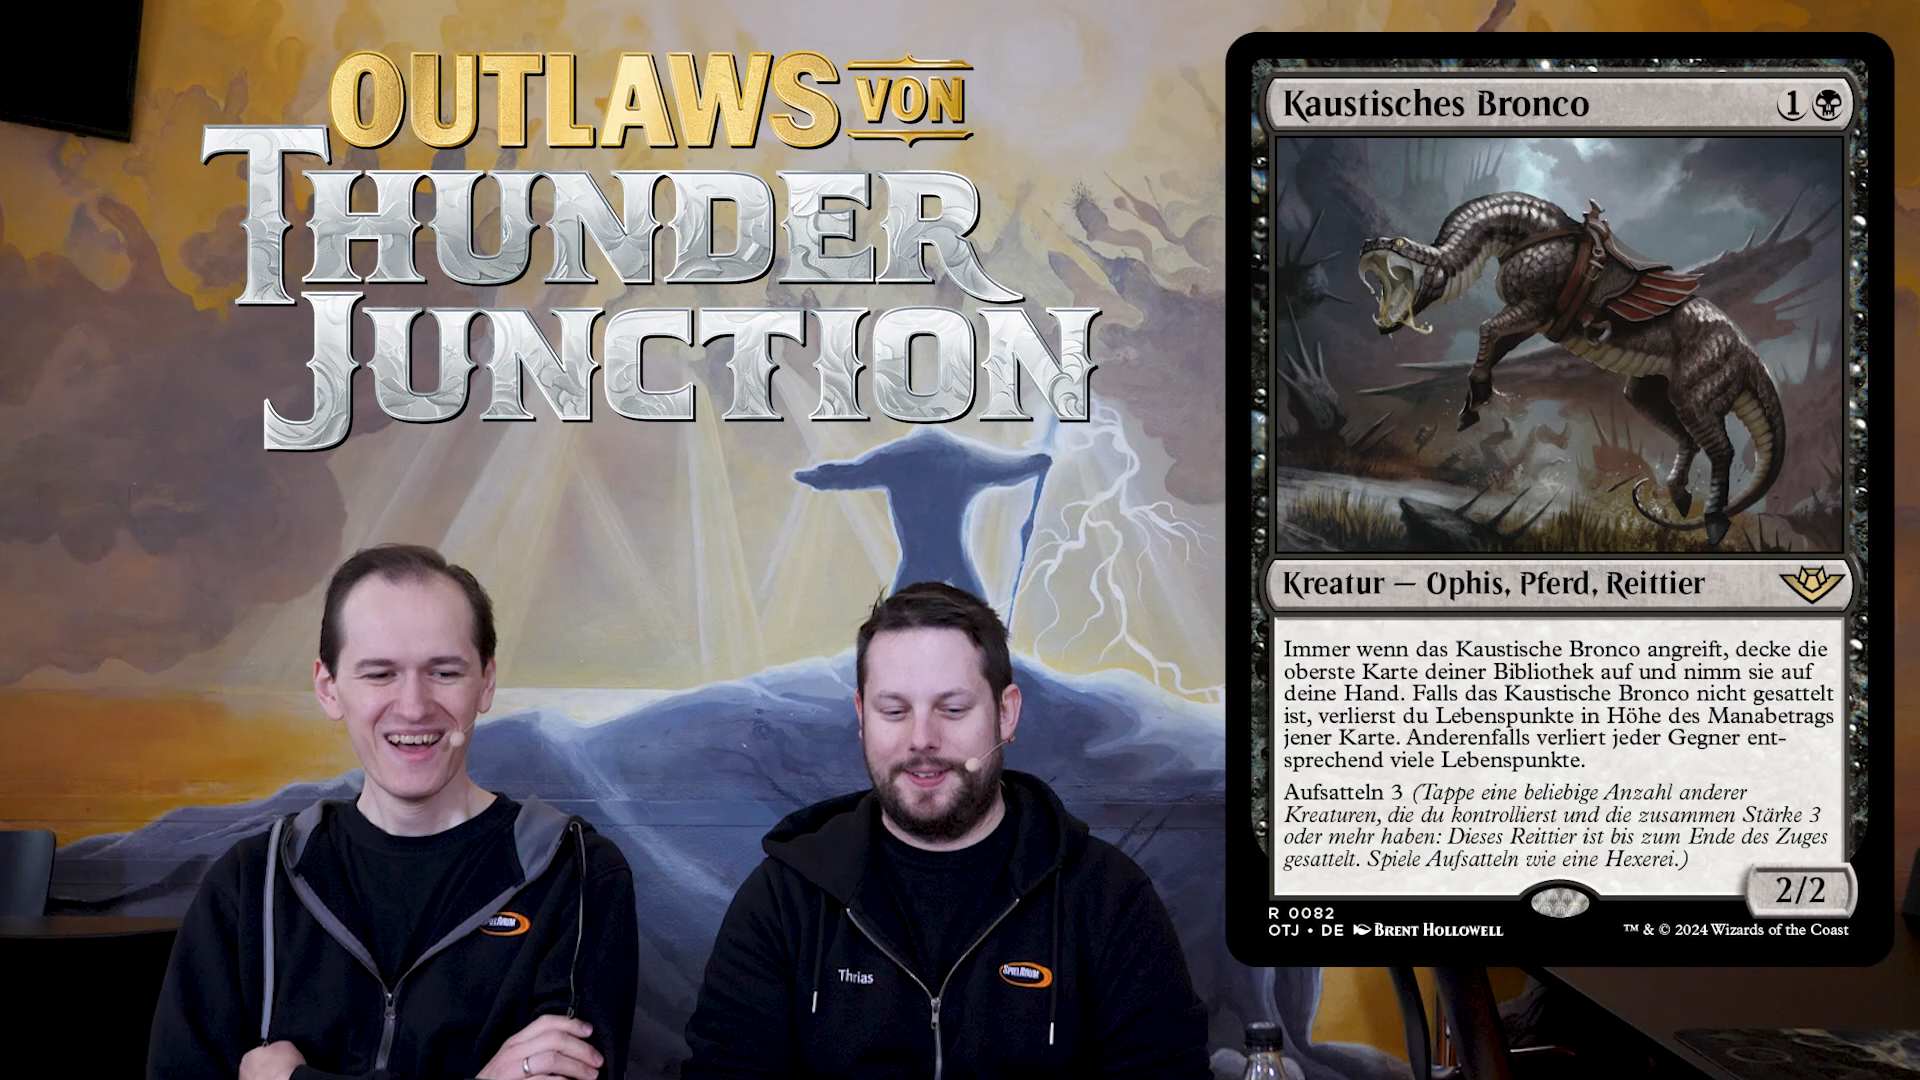 OUTLAWS VON
THUNDER
JUNCTION
Kaustisches Bronco
1
Kreatur — Ophis, Pferd, Reittier
Immer wenn das Kaustische Bronco angreift, decke die
oberste Karte deiner Bibliothek auf und nimm sie auf
deine Hand. Falls das Kaustische Bronco nicht gesattelt
ist, verlierst du Lebenspunkte in Höhe des Manabetrags
jener Karte. Anderenfalls verliert jeder Gegner ent-
sprechend viele Lebenspunkte.
Aufsatteln 3 (Tappe eine beliebige Anzahl anderer
Kreaturen, die du kontrollierst und die zusammen Stärke 3
oder mehr haben: Dieses Reittier ist bis zum Ende des Zuges
gesattelt. Spiele Aufsatteln wie eine Hexerei.)
2/2
R 0082
OTJ • DE BRENT HOLLOWELL
™ & © 2024 Wizards of the Coast
Thrias
SPIELRAUM